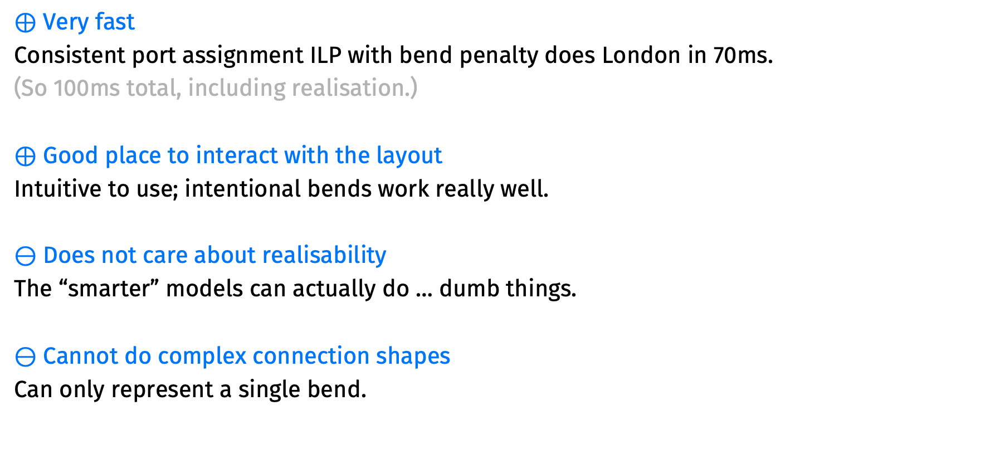 ⊕ Very fast
Consistent port assignment ILP with bend penalty does London in 70ms.
(So 100ms total, including realisation.)
⊕ Good place to interact with the layout
Intuitive to use; intentional bends work really well.
⊖ Does not care about realisability
The “smarter” models can actually do … dumb things.
⊖ Cannot do complex connection shapes
Can only represent a single bend.